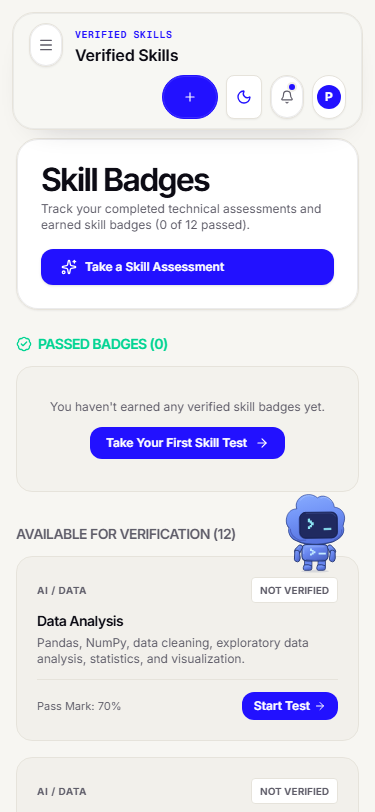 VERIFIED SKILLS
Verified Skills
P
Skill Badges
Track your completed technical assessments and
earned skill badges (0 of 12 passed).
Take a Skill Assessment
PASSED BADGES (0)
You haven't earned any verified skill badges yet.
Take Your First Skill Test →
AVAILABLE FOR VERIFICATION (12)
AI / DATA
NOT VERIFIED
Data Analysis
Pandas, NumPy, data cleaning, exploratory data
analysis, statistics, and visualization.
Pass Mark: 70%
Start Test →
AI / DATA
NOT VERIFIED